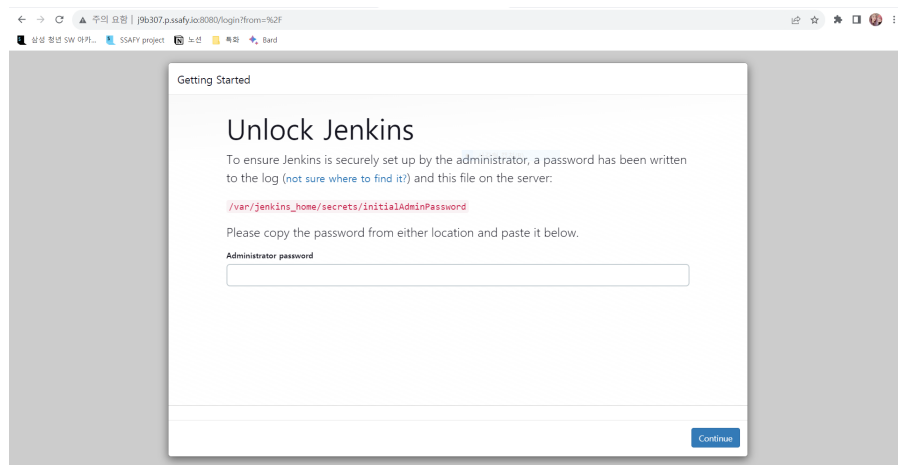 주의 요함 | j9b307.p.ssafy.io:8080/login?from=%2F
삼성 청년 SW 아카... SSAFY project 노션 특화 Bard
Getting Started
Unlock Jenkins
To ensure Jenkins is securely set up by the administrator, a password has been written
to the log (not sure where to find it?) and this file on the server:
/var/jenkins_home/secrets/initialAdminPassword
Please copy the password from either location and paste it below.
Administrator password
Continue